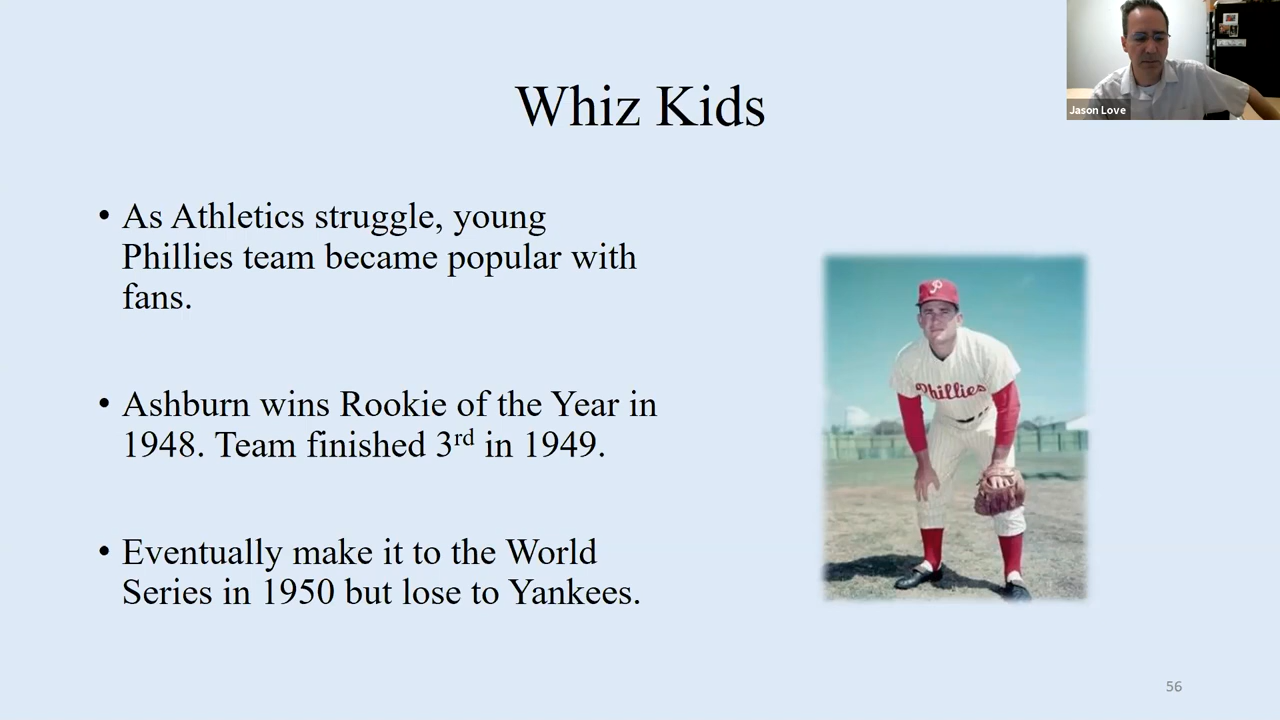 Jason Love
Whiz Kids
• As Athletics struggle, young
Phillies team became popular with
fans.
• Ashburn wins Rookie of the Year in
1948. Team finished 3rd in 1949.
• Eventually make it to the World
Series in 1950 but lose to Yankees.
P
Phillies
56